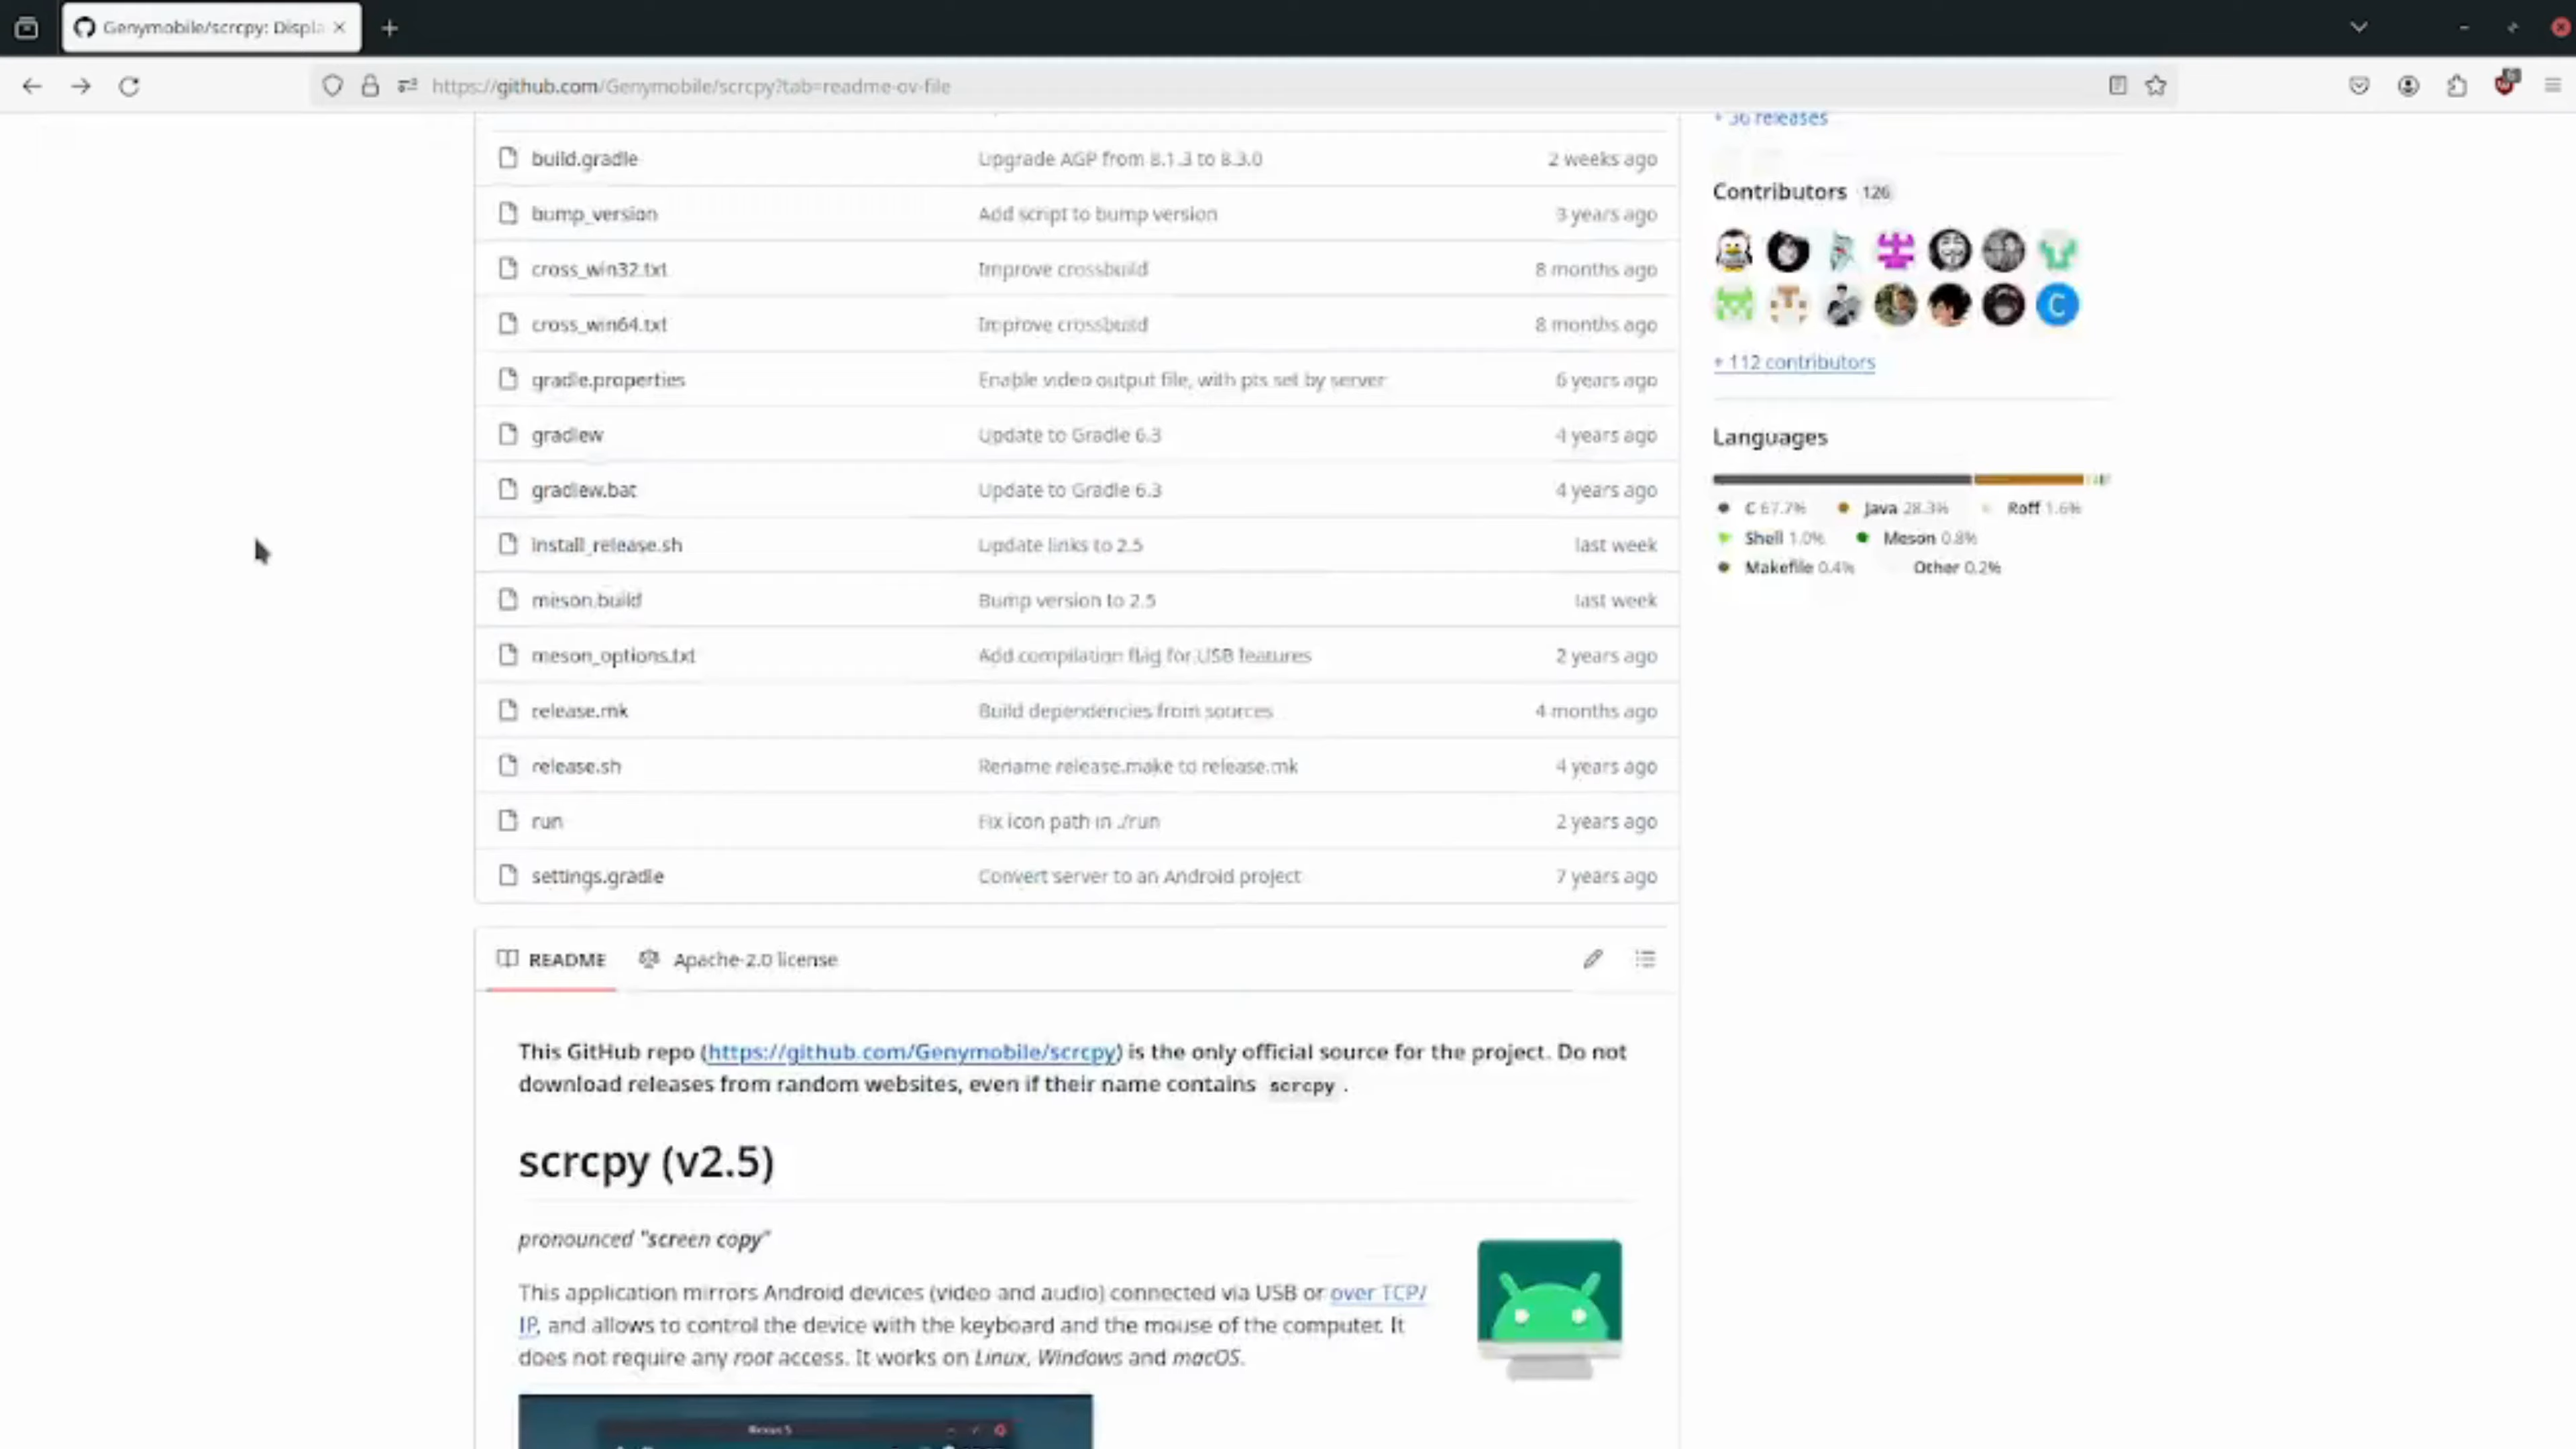 Genymobile/scrcpy: Displa
https://github.com/Genymobile/scrcpy?tab=readme-ov-file
+ 36 releases
build.gradle Upgrade AGP from 8.1.3 to 8.3.0 2 weeks ago
bump_version Add script to bump version 3 years ago
cross_win32.txt Improve crossbuild 8 months ago
cross_win64.txt Improve crossbuild 8 months ago
gradle.properties Enable video output file, with pts set by server 6 years ago
gradlew Update to Gradle 6.3 4 years ago
gradlew.bat Update to Gradle 6.3 4 years ago
install_release.sh Update links to 2.5 last week
meson.build Bump version to 2.5 last week
meson_options.txt Add compilation flag for USB features 2 years ago
release.mk Build dependencies from sources 4 months ago
release.sh Rename release.make to release.mk 4 years ago
run Fix icon path in ./run 2 years ago
settings.gradle Convert server to an Android project 7 years ago
Contributors 126
C
+ 112 contributors
Languages
C 67.7% Java 28.3% Roff 1.6%
Shell 1.0% Meson 0.8%
Makefile 0.4% Other 0.2%
README Apache-2.0 license
This GitHub repo (https://github.com/Genymobile/scrcpy) is the only official source for the project. Do not
download releases from random websites, even if their name contains scrcpy .
scrcpy (v2.5)
pronounced "screen copy"
This application mirrors Android devices (video and audio) connected via USB or over TCP/
IP, and allows to control the device with the keyboard and the mouse of the computer. It
does not require any root access. It works on Linux, Windows and macOS.
Nexus 5